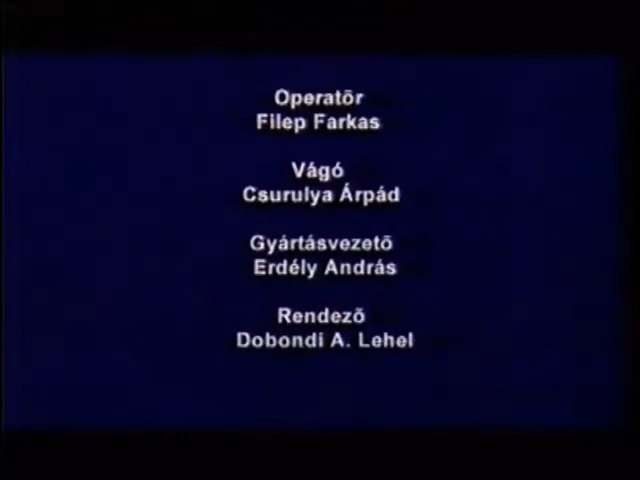 Operatõr
Filep Farkas
Vágó
Csurulya Árpád
Gyártásvezetõ
Erdély András
Rendezõ
Dobondi A. Lehel